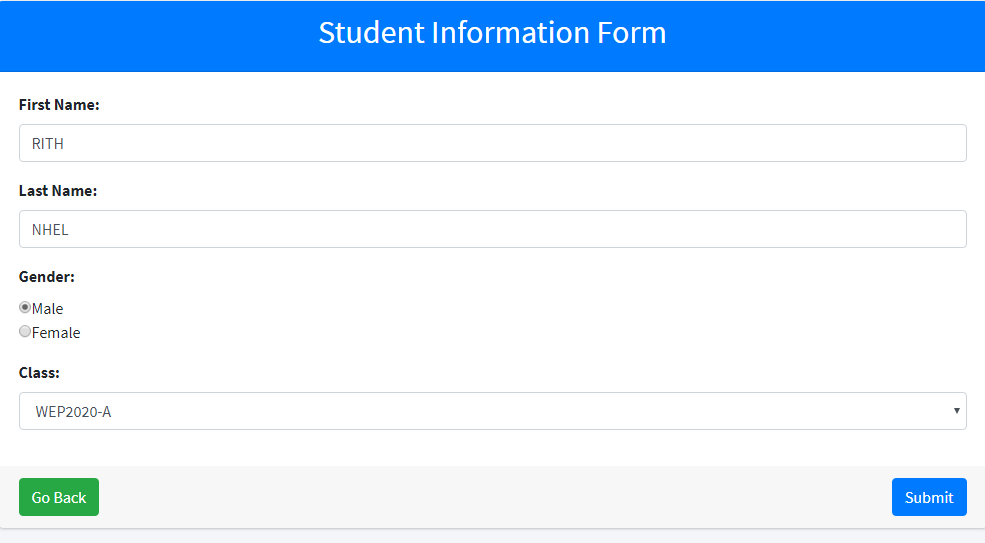 Student Information Form
First Name:
RITH
Last Name:
NHEL
Gender:
Male
Female
Class:
WEP2020-A
Go Back
Submit